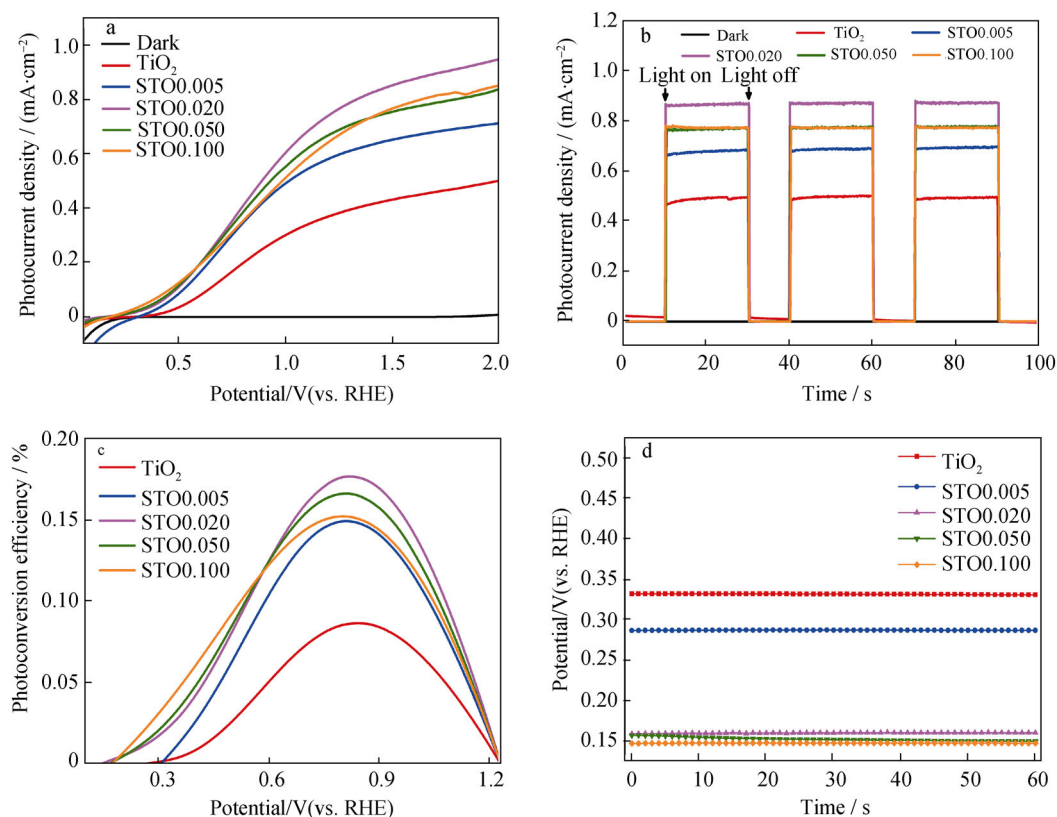 a
Dark
TiO₂
STO0.005
STO0.020
STO0.050
STO0.100
1.0
0.8
0.6
0.4
0.2
0
0.5 1.0 1.5 2.0
Photocurrent density / (mA·cm⁻²)
Potential/V(vs. RHE)
b
Dark TiO₂ STO0.005
STO0.020 STO0.050 STO0.100
Light on Light off
1.2
1.0
0.8
0.6
0.4
0.2
0
0 20 40 60 80 100
Photocurrent density / (mA·cm⁻²)
Time / s
c
TiO₂
STO0.005
STO0.020
STO0.050
STO0.100
0.20
0.15
0.10
0.05
0
0.3 0.6 0.9 1.2
Photoconversion efficiency / %
Potential/V(vs. RHE)
d
TiO₂
STO0.005
STO0.020
STO0.050
STO0.100
0.50
0.45
0.40
0.33
0.30
0.25
0.20
0.15
0 10 20 30 40 50 60
Potential/V(vs. RHE)
Time / s